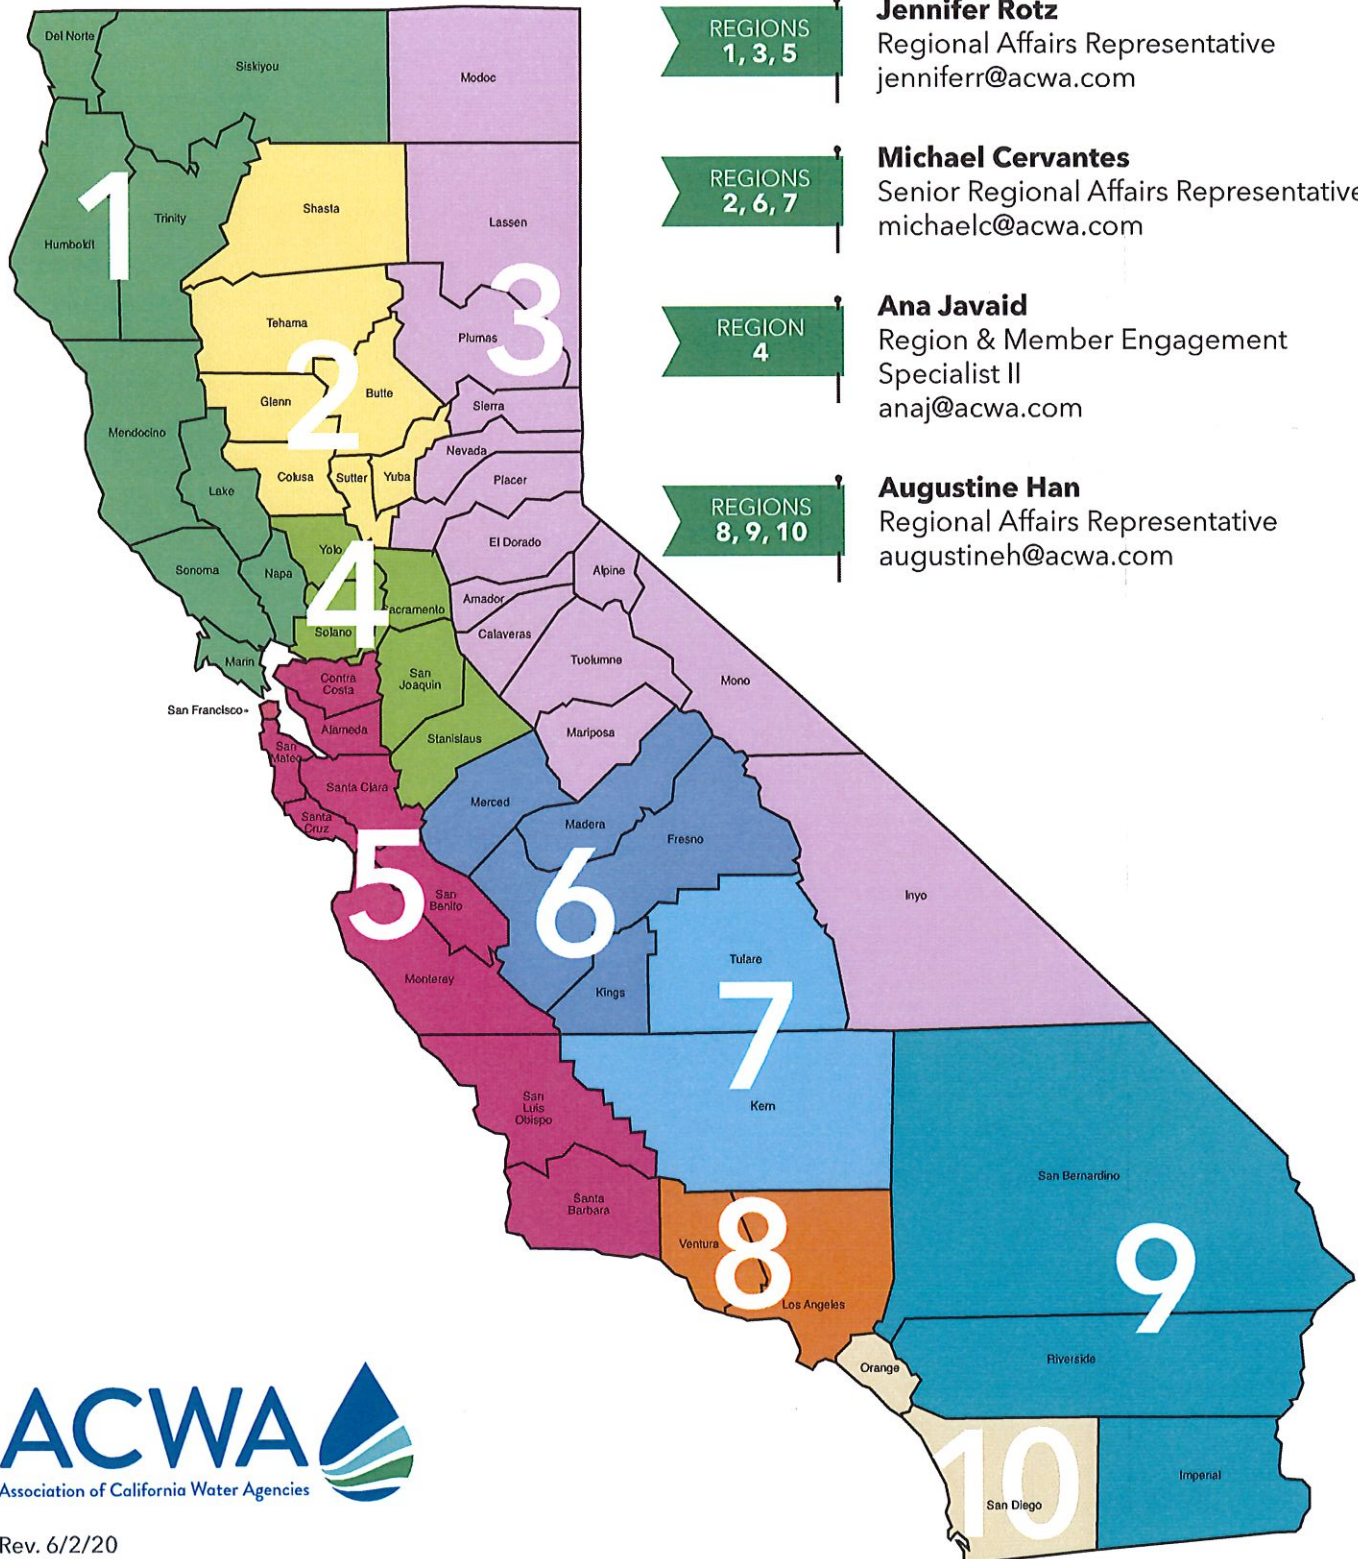 REGIONS
1, 3, 5
Jennifer Rotz
Regional Affairs Representative
jenniferr@acwa.com
REGIONS
2, 6, 7
Michael Cervantes
Senior Regional Affairs Representative
michaelc@acwa.com
REGION
4
Ana Javaid
Region & Member Engagement
Specialist II
anaj@acwa.com
REGIONS
8, 9, 10
Augustine Han
Regional Affairs Representative
augustineh@acwa.com
Del Norte
Siskiyou
Modoc
1
Humboldt
Trinity
Shasta
Lassen
3
Tehama
Plumas
2
Glenn
Butte
Sierra
Mendocino
Nevada
Lake
Colusa
Sutter
Yuba
Placer
Yolo
El Dorado
4
Sonoma
Napa
Alpine
Sacramento
Amador
Solano
Calaveras
Marin
Tuolumne
Contra
Costa
San
Joaquin
Mono
San Francisco
Alameda
Stanislaus
Mariposa
San
Mateo
Santa Clara
Merced
Santa
Cruz
Madera
Fresno
5
San
Benito
6
Inyo
Monterey
Kings
Tulare
7
San
Luis
Obispo
Kern
San Bernardino
Santa
Barbara
Ventura
8
Los Angeles
9
Orange
Riverside
10
San Diego
Imperial
ACWA
Association of California Water Agencies
Rev. 6/2/20